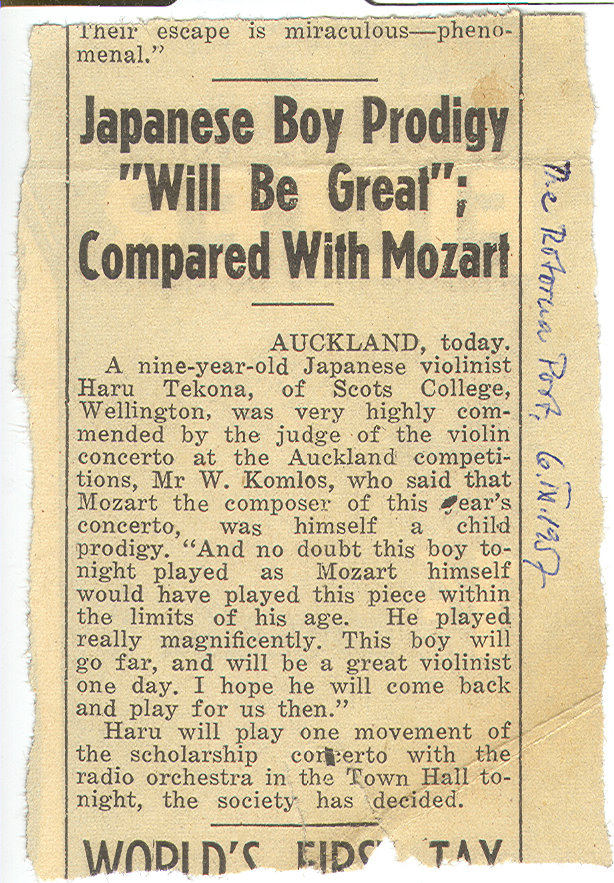 Their escape is miraculous—pheno-
menal."
Japanese Boy Prodigy
"Will Be Great";
Compared With Mozart
AUCKLAND, today.
A nine-year-old Japanese violinist
Haru Tekona, of Scots College,
Wellington, was very highly com-
mended by the judge of the violin
concerto at the Auckland competi-
tions, Mr W. Komlos, who said that
Mozart the composer of this ear's
concerto, was himself a child
prodigy. "And no doubt this boy to-
night played as Mozart himself
would have played this piece within
the limits of his age. He played
really magnificently. This boy will
go far, and will be a great violinist
one day. I hope he will come back
and play for us then."
Haru will play one movement of
the scholarship concerto with the
radio orchestra in the Town Hall to-
night, the society has decided.
WORLD'S FIRST TAX
The Rotorua Post, 6.IX.1957